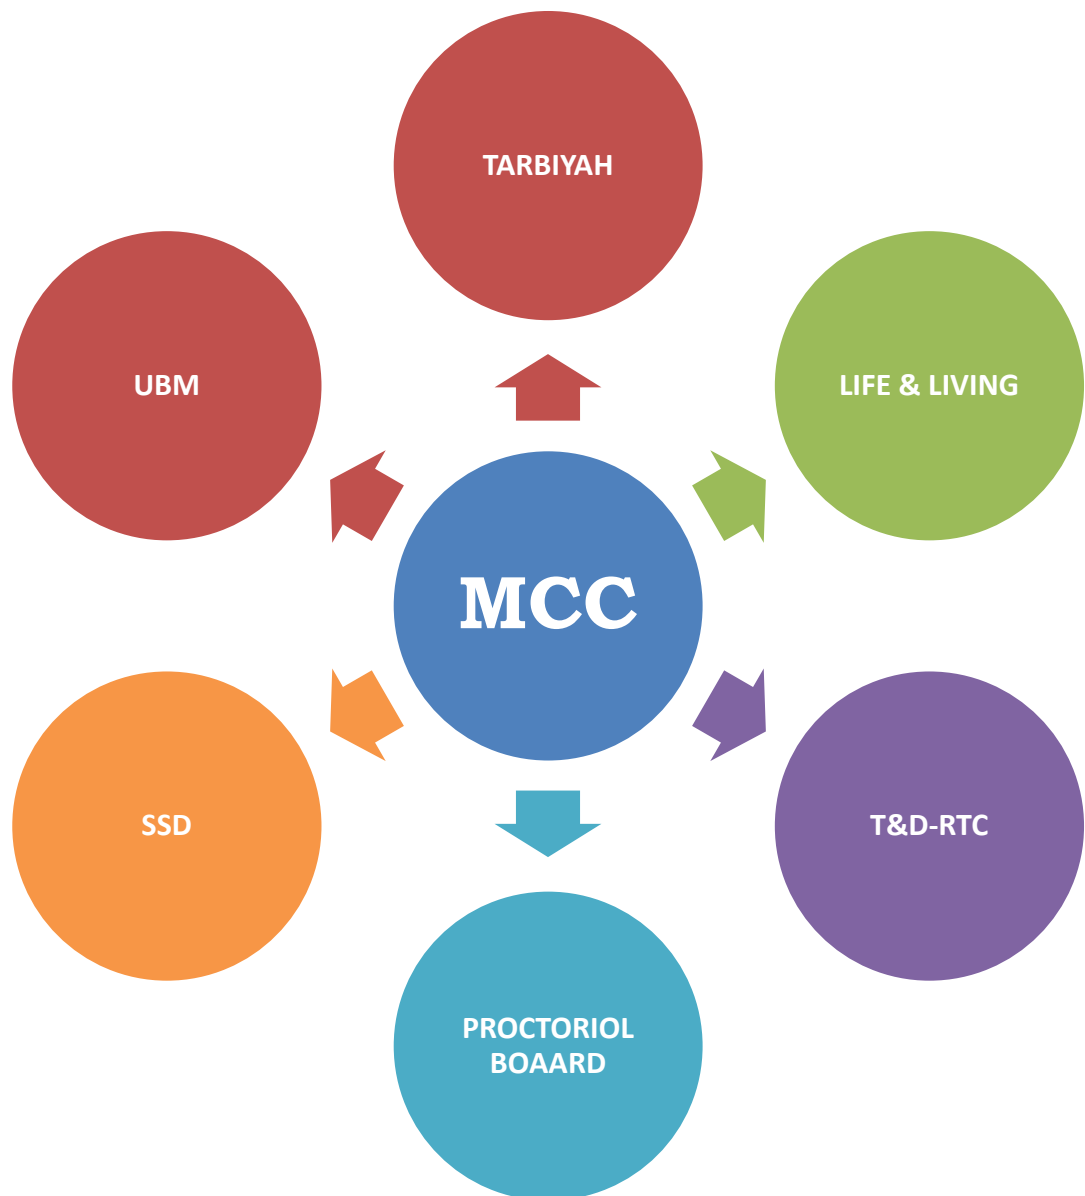 TARBIYAH
UBM
LIFE & LIVING
MCC
SSD
T&D-RTC
PROCTORIOL
BOAARD